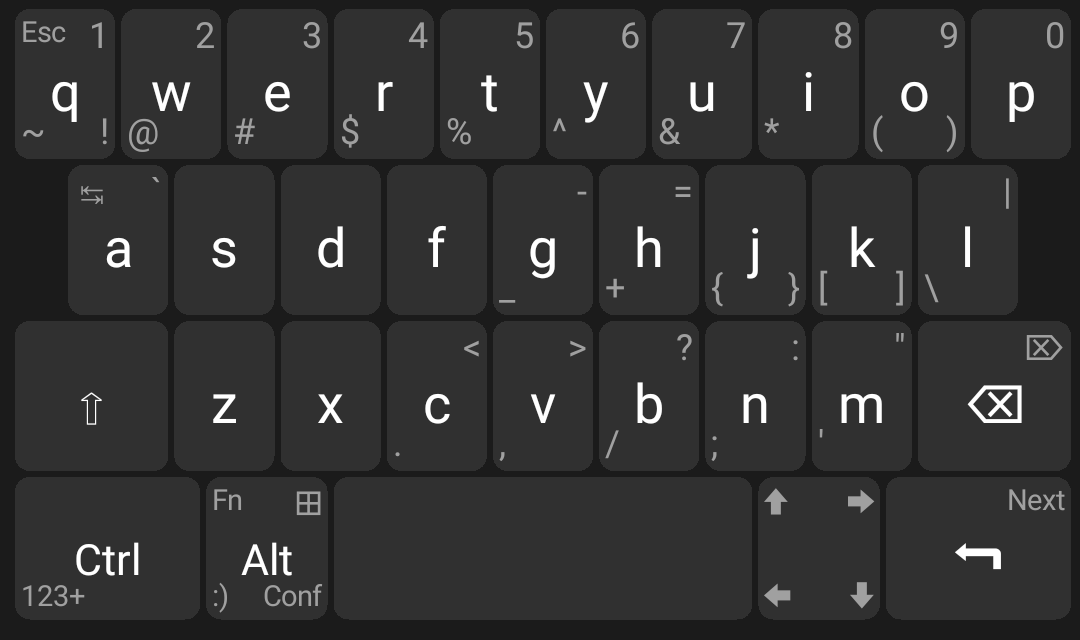 Esc 1 2 3 4 5 6 7 8 9 0
q w e r t y u i o p
~ ! @ # $ % ^ & * ( )
` - = |
a s d f g h j k l
_ + { } [ ] \
< > ? : "
z x c v b n m
. , / ; '
Fn Next
Ctrl Alt
123+ :) Conf